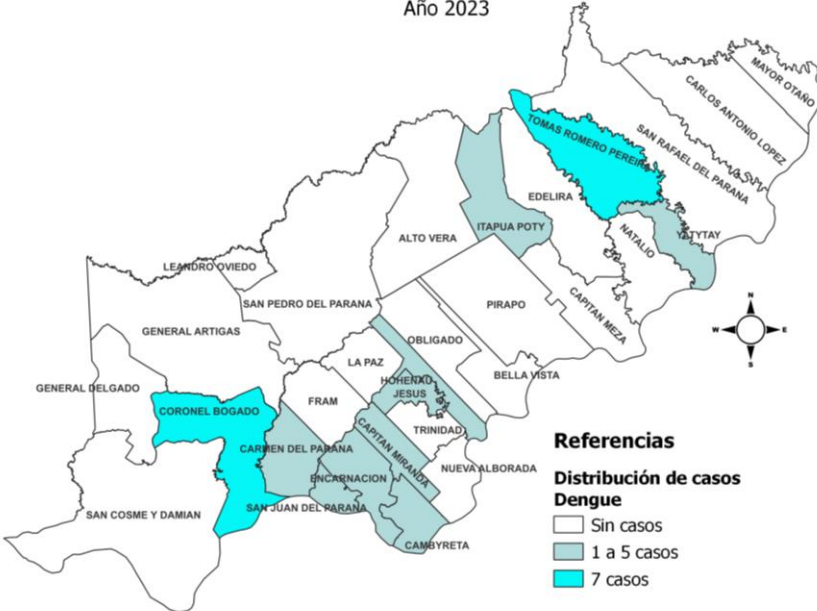 Año 2023
MAYOR OTAÑO
CARLOS ANTONIO LOPEZ
SAN RAFAEL DEL PARANA
TOMAS ROMERO PEREIRA
EDELIRA
ITAPUA POTY
YATYTAY
NATALIO
ALTO VERA
LEANDRO OVIEDO
SAN PEDRO DEL PARANA
PIRAPO
CAPITAN MEZA
GENERAL ARTIGAS
OBLIGADO
LA PAZ
BELLA VISTA
HOHENAU
JESUS
GENERAL DELGADO
FRAM
CORONEL BOGADO
TRINIDAD
CAPITAN MIRANDA
CARMEN DEL PARANA
NUEVA ALBORADA
ENCARNACION
SAN JUAN DEL PARANA
SAN COSME Y DAMIAN
CAMBYRETA
N
W
E
S
Referencias
Distribución de casos
Dengue
Sin casos
1 a 5 casos
7 casos